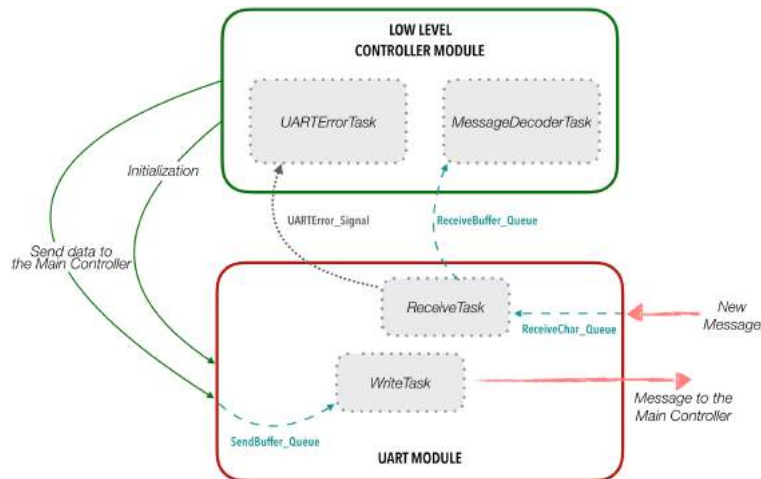 LOW LEVEL
CONTROLLER MODULE
UARTErrorTask
MessageDecoderTask
Initialization
UARTError_Signal
ReceiveBuffer_Queue
Send data to
the Main Controller
ReceiveTask
New
Message
ReceiveChar_Queue
WriteTask
Message to the
Main Controller
SendBuffer_Queue
UART MODULE